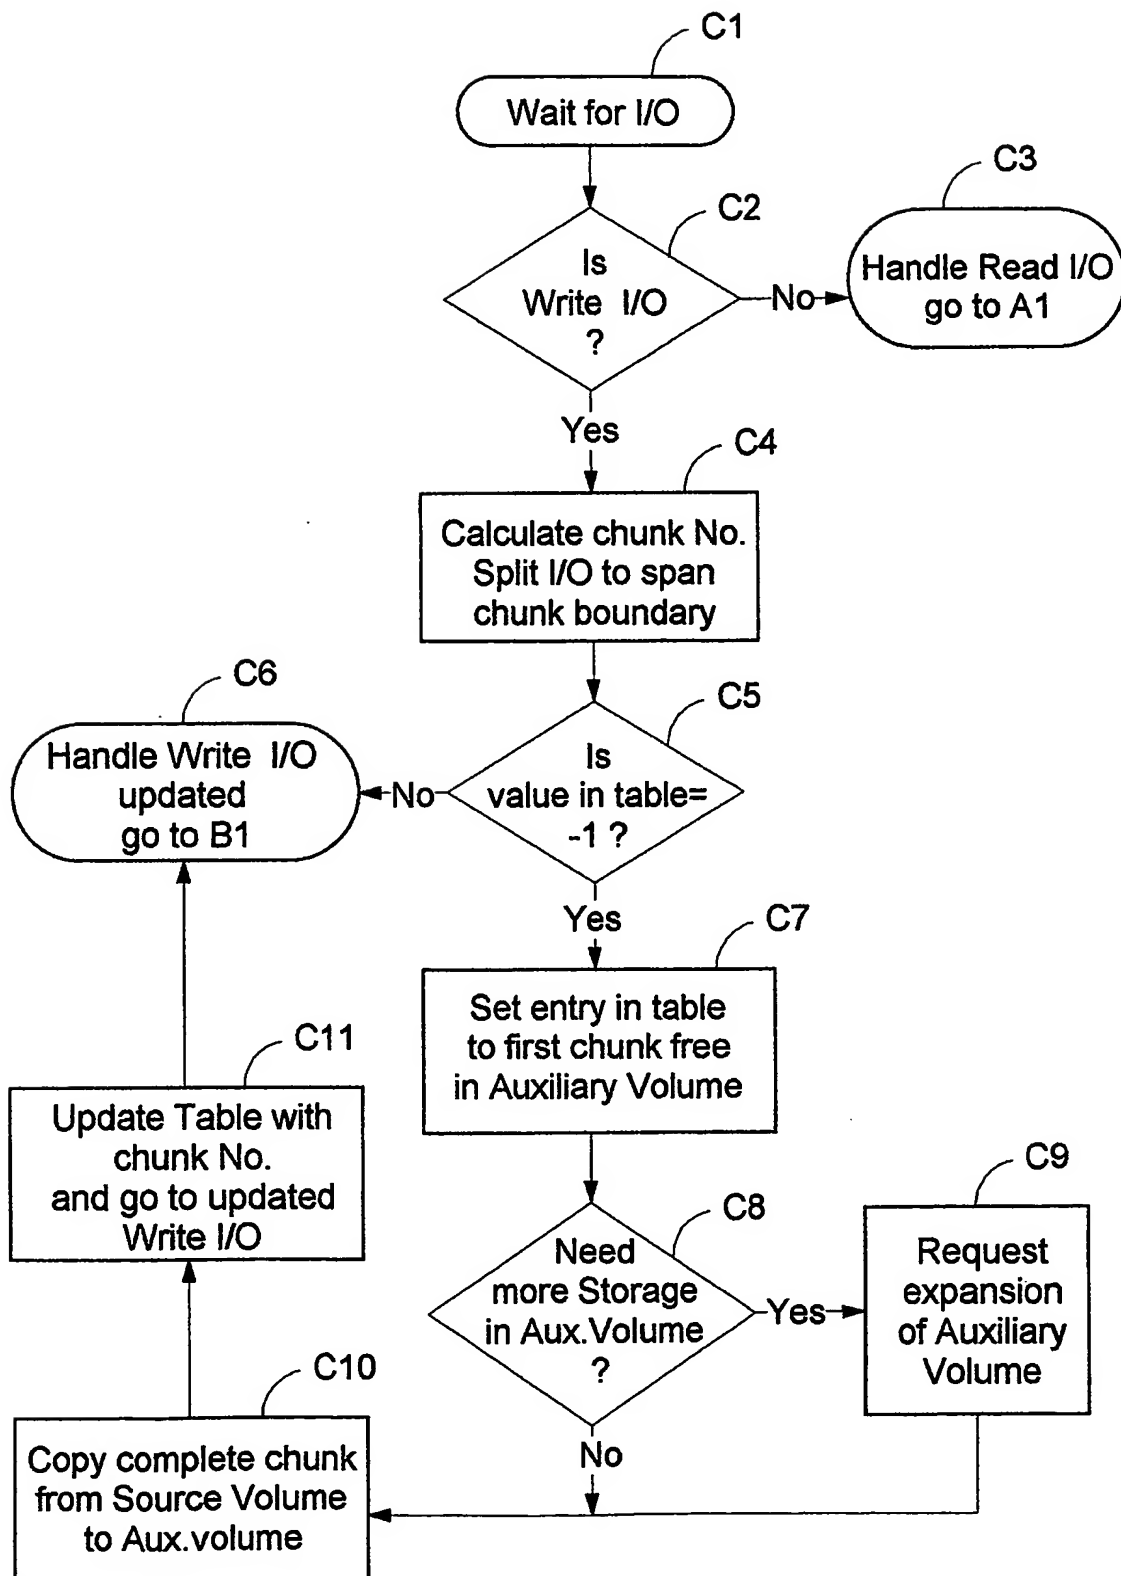 C1
Wait for I/O
C2
Is
Write I/O
?
No
C3
Handle Read I/O
go to A1
Yes
C4
Calculate chunk No.
Split I/O to span
chunk boundary
C5
Is
value in table=
-1 ?
No
C6
Handle Write I/O
updated
go to B1
Yes
C7
Set entry in table
to first chunk free
in Auxiliary Volume
C8
Need
more Storage
in Aux.Volume
?
Yes
C9
Request
expansion
of Auxiliary
Volume
No
C10
Copy complete chunk
from Source Volume
to Aux.volume
C11
Update Table with
chunk No.
and go to updated
Write I/O